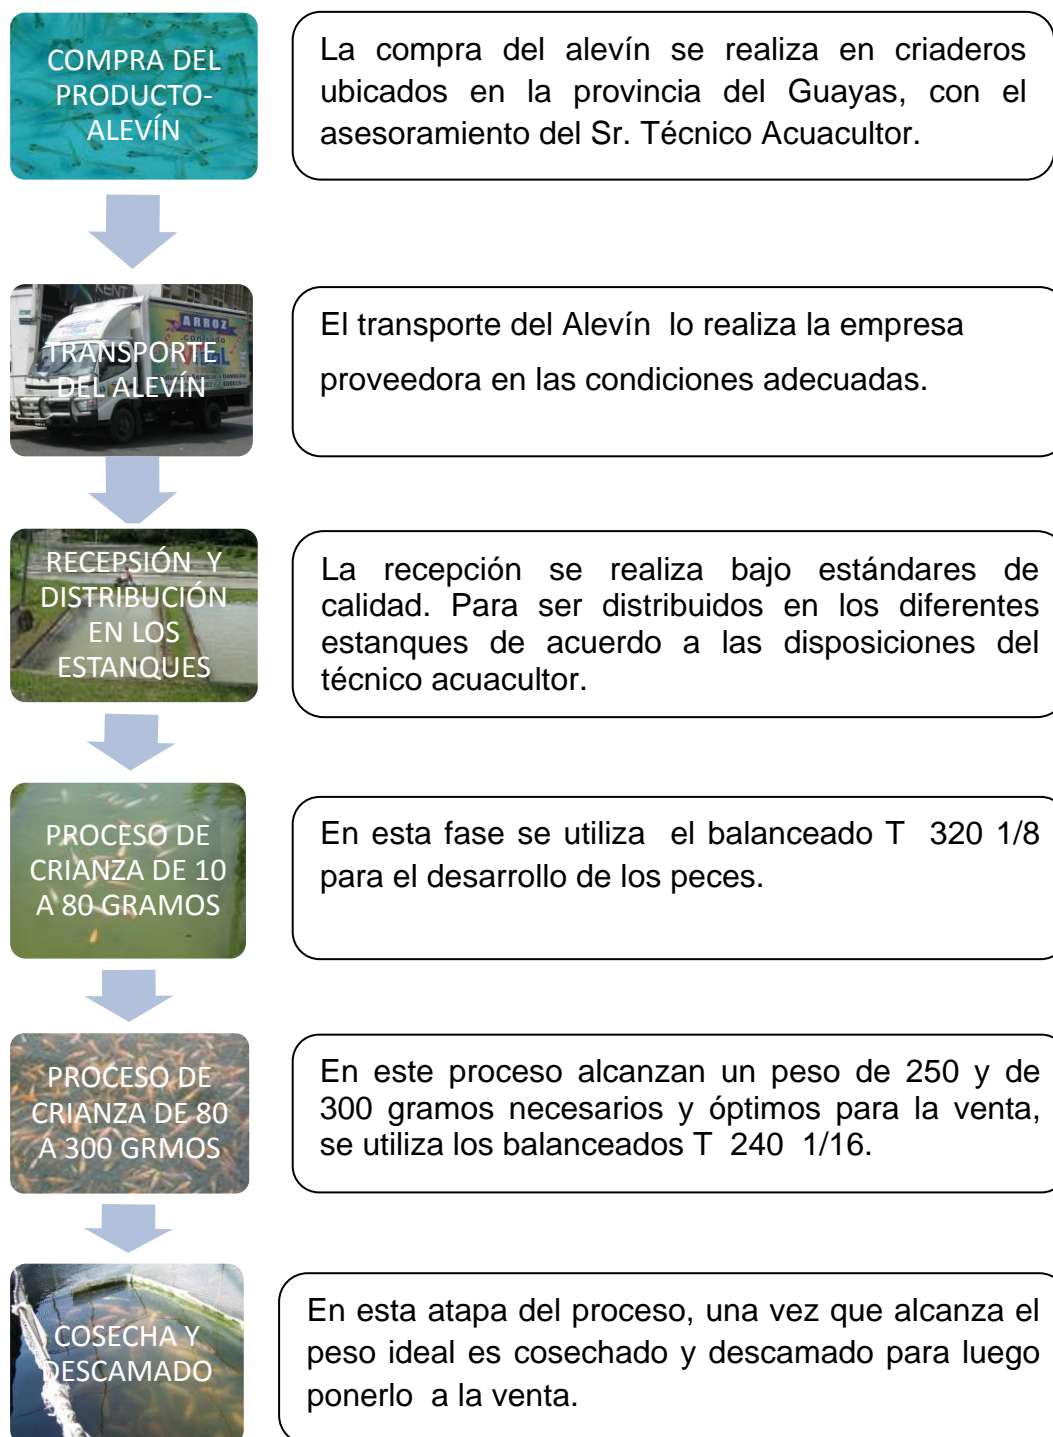 COMPRA DEL
PRODUCTO-
ALEVÍN
La compra del alevín se realiza en criaderos
ubicados en la provincia del Guayas, con el
asesoramiento del Sr. Técnico Acuacultor.
KENT
ARROZ
TRANSPORTE
DEL ALEVÍN
El transporte del Alevín lo realiza la empresa
proveedora en las condiciones adecuadas.
RECEPSIÓN Y
DISTRIBUCIÓN
EN LOS
ESTANQUES
La recepción se realiza bajo estándares de
calidad. Para ser distribuidos en los diferentes
estanques de acuerdo a las disposiciones del
técnico acuacultor.
PROCESO DE
CRIANZA DE 10
A 80 GRAMOS
En esta fase se utiliza el balanceado T 320 1/8
para el desarrollo de los peces.
PROCESO DE
CRIANZA DE 80
A 300 GRMOS
En este proceso alcanzan un peso de 250 y de
300 gramos necesarios y óptimos para la venta,
se utiliza los balanceados T 240 1/16.
COSECHA Y
DESCAMADO
En esta atapa del proceso, una vez que alcanza el
peso ideal es cosechado y descamado para luego
ponerlo a la venta.